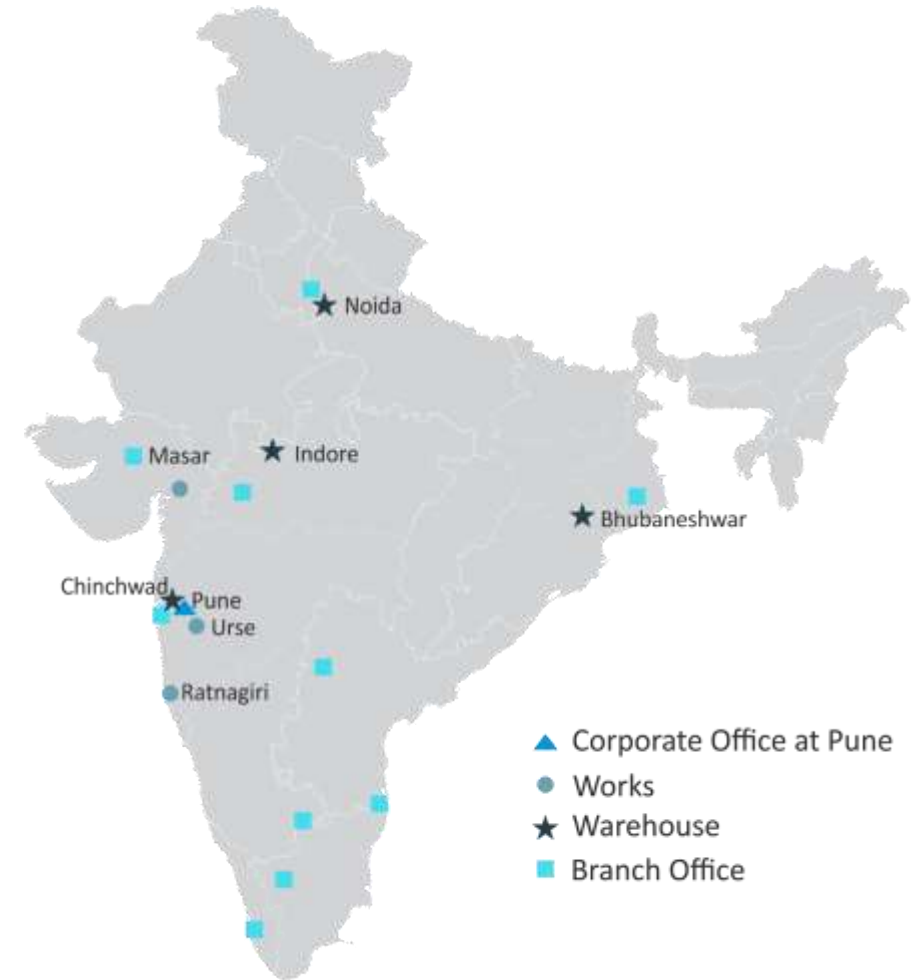 Noida
Masar
Indore
Bhubaneshwar
Chinchwad
Pune
Urse
Ratnagiri
Corporate Office at Pune
Works
Warehouse
Branch Office